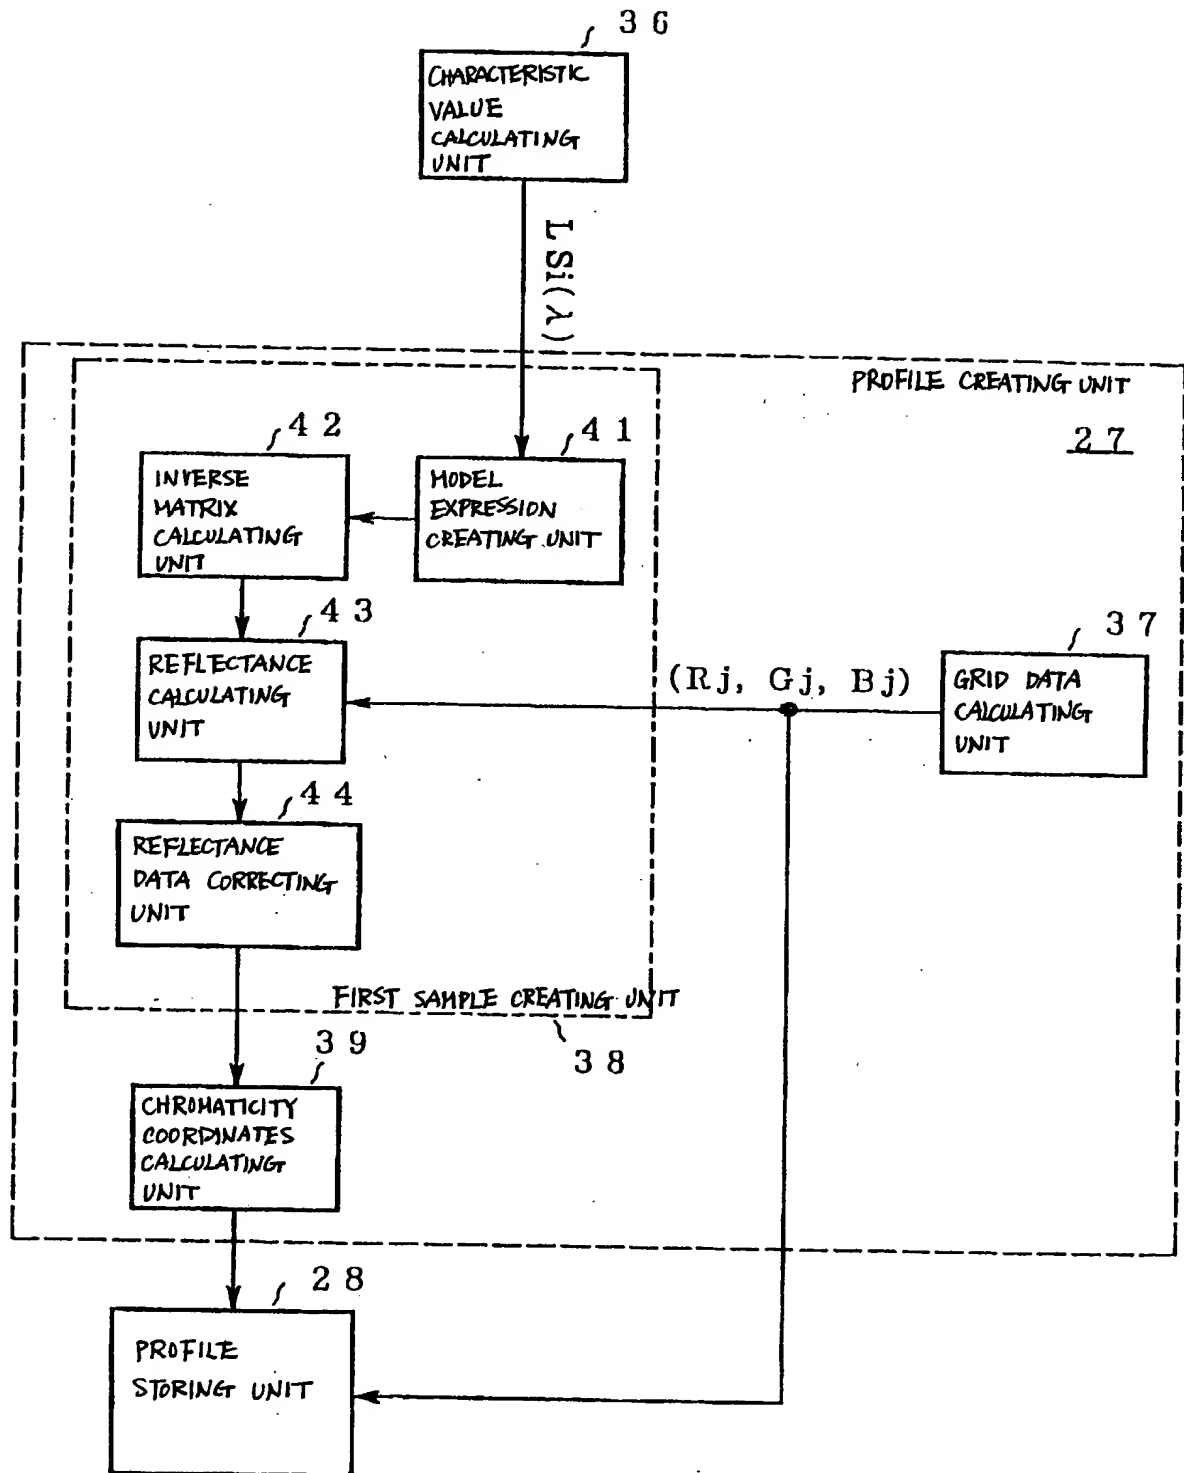 36
CHARACTERISTIC
VALUE
CALCULATING
UNIT
LSi(λ)
PROFILE CREATING UNIT
27
42
41
INVERSE
MATRIX
CALCULATING
UNIT
MODEL
EXPRESSION
CREATING UNIT
43
37
REFLECTANCE
CALCULATING
UNIT
(Rj, Gj, Bj)
GRID DATA
CALCULATING
UNIT
44
REFLECTANCE
DATA CORRECTING
UNIT
FIRST SAMPLE CREATING UNIT
38
39
CHROMATICITY
COORDINATES
CALCULATING
UNIT
28
PROFILE
STORING UNIT